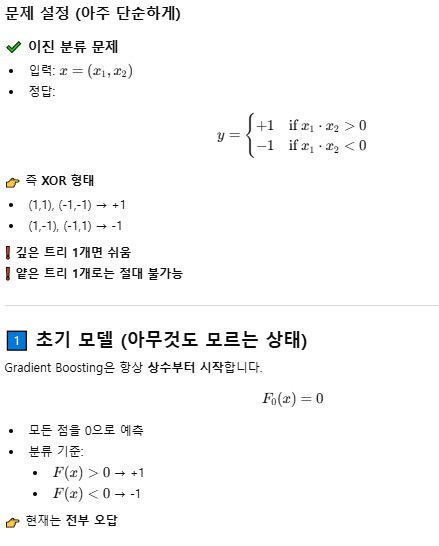 문제 설정 (아주 단순하게)
✔ 이진 분류 문제
• 입력: x = (x₁, x₂)
• 정답:
y = { +1 if x₁ · x₂ > 0
−1 if x₁ · x₂ < 0
👉 즉 XOR 형태
• (1,1), (-1,-1) → +1
• (1,-1), (-1,1) → -1
❗ 깊은 트리 1개면 쉬움
❗ 얕은 트리 1개로는 절대 불가능
1 초기 모델 (아무것도 모르는 상태)
Gradient Boosting은 항상 상수부터 시작합니다.
F₀(x) = 0
• 모든 점을 0으로 예측
• 분류 기준:
• F(x) > 0 → +1
• F(x) < 0 → -1
👉 현재는 전부 오답